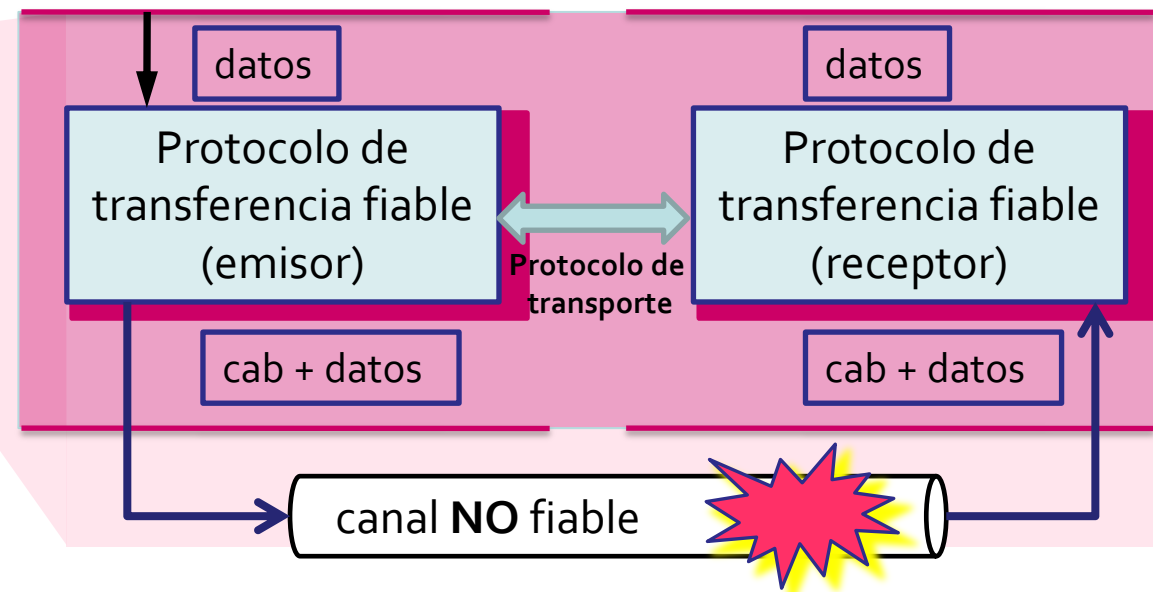 datos
datos
Protocolo de
transferencia fiable
(emisor)
Protocolo de
transporte
Protocolo de
transferencia fiable
(receptor)
cab + datos
cab + datos
canal NO fiable